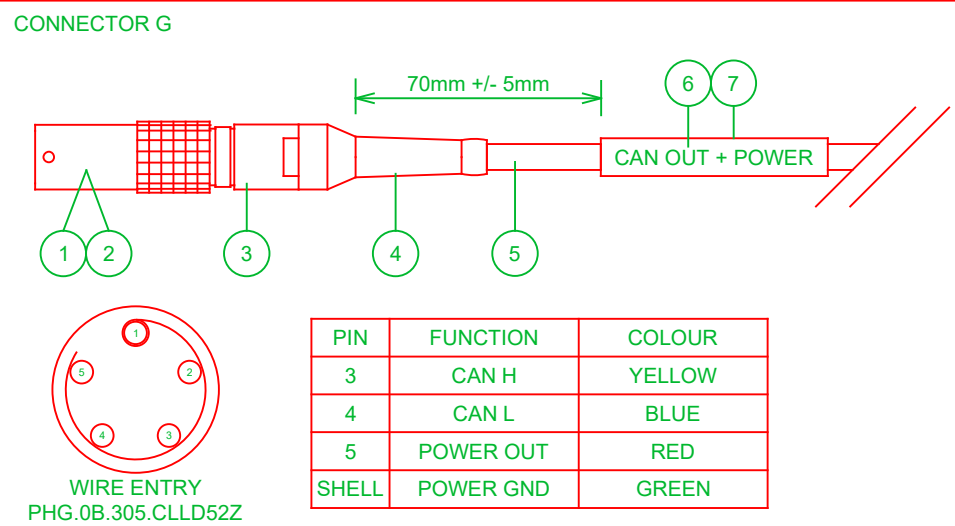 CONNECTOR G
70mm +/- 5mm
6 7
CAN OUT + POWER
1 2 3 4 5
1
5 2
4 3
WIRE ENTRY
PHG.0B.305.CLLD52Z
PIN FUNCTION COLOUR
3 CAN H YELLOW
4 CAN L BLUE
5 POWER OUT RED
SHELL POWER GND GREEN